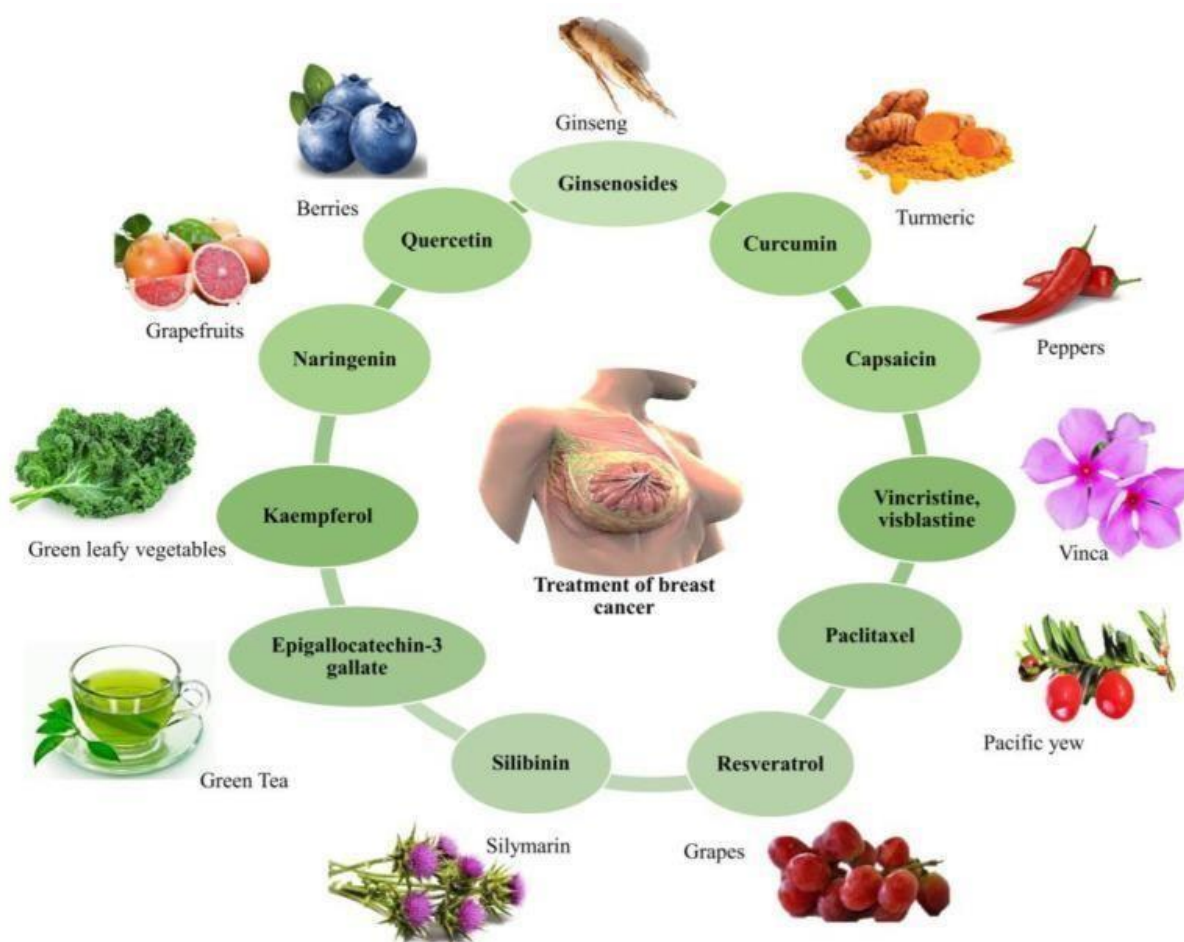 Ginseng
Ginsenosides
Turmeric
Curcumin
Peppers
Capsaicin
Vinca
Vincristine,
visblastine
Pacific yew
Paclitaxel
Grapes
Resveratrol
Silymarin
Silibinin
Green Tea
Epigallocatechin-3
gallate
Green leafy vegetables
Kaempferol
Grapefruits
Naringenin
Berries
Quercetin
Treatment of breast
cancer